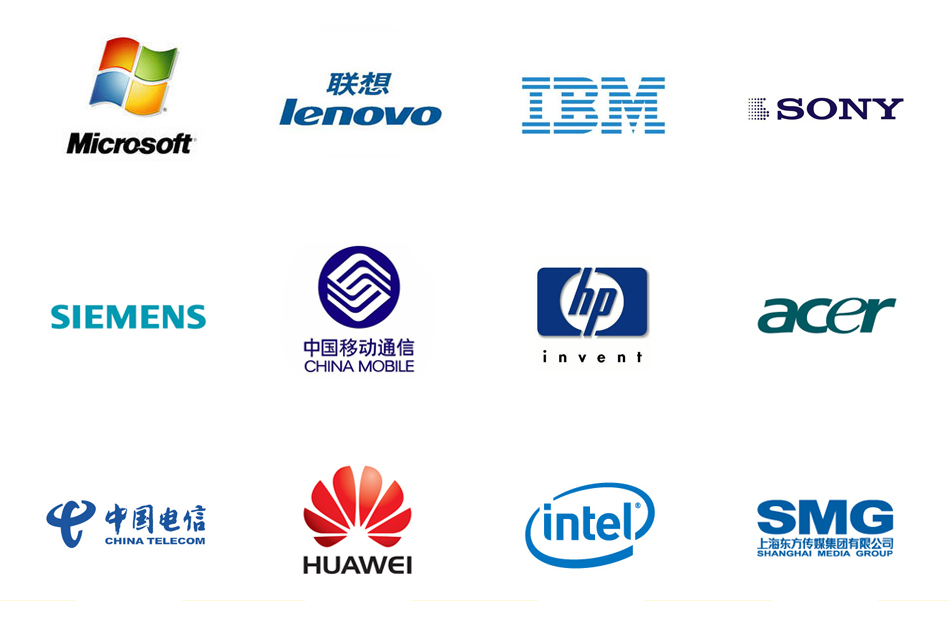 Microsoft
联想
lenovo
IBM
SONY
SIEMENS
中国移动通信
CHINA MOBILE
hp
invent
acer
中国电信
CHINA TELECOM
HUAWEI
intel®
SMG
上海东方传媒集团有限公司
SHANGHAI MEDIA GROUP